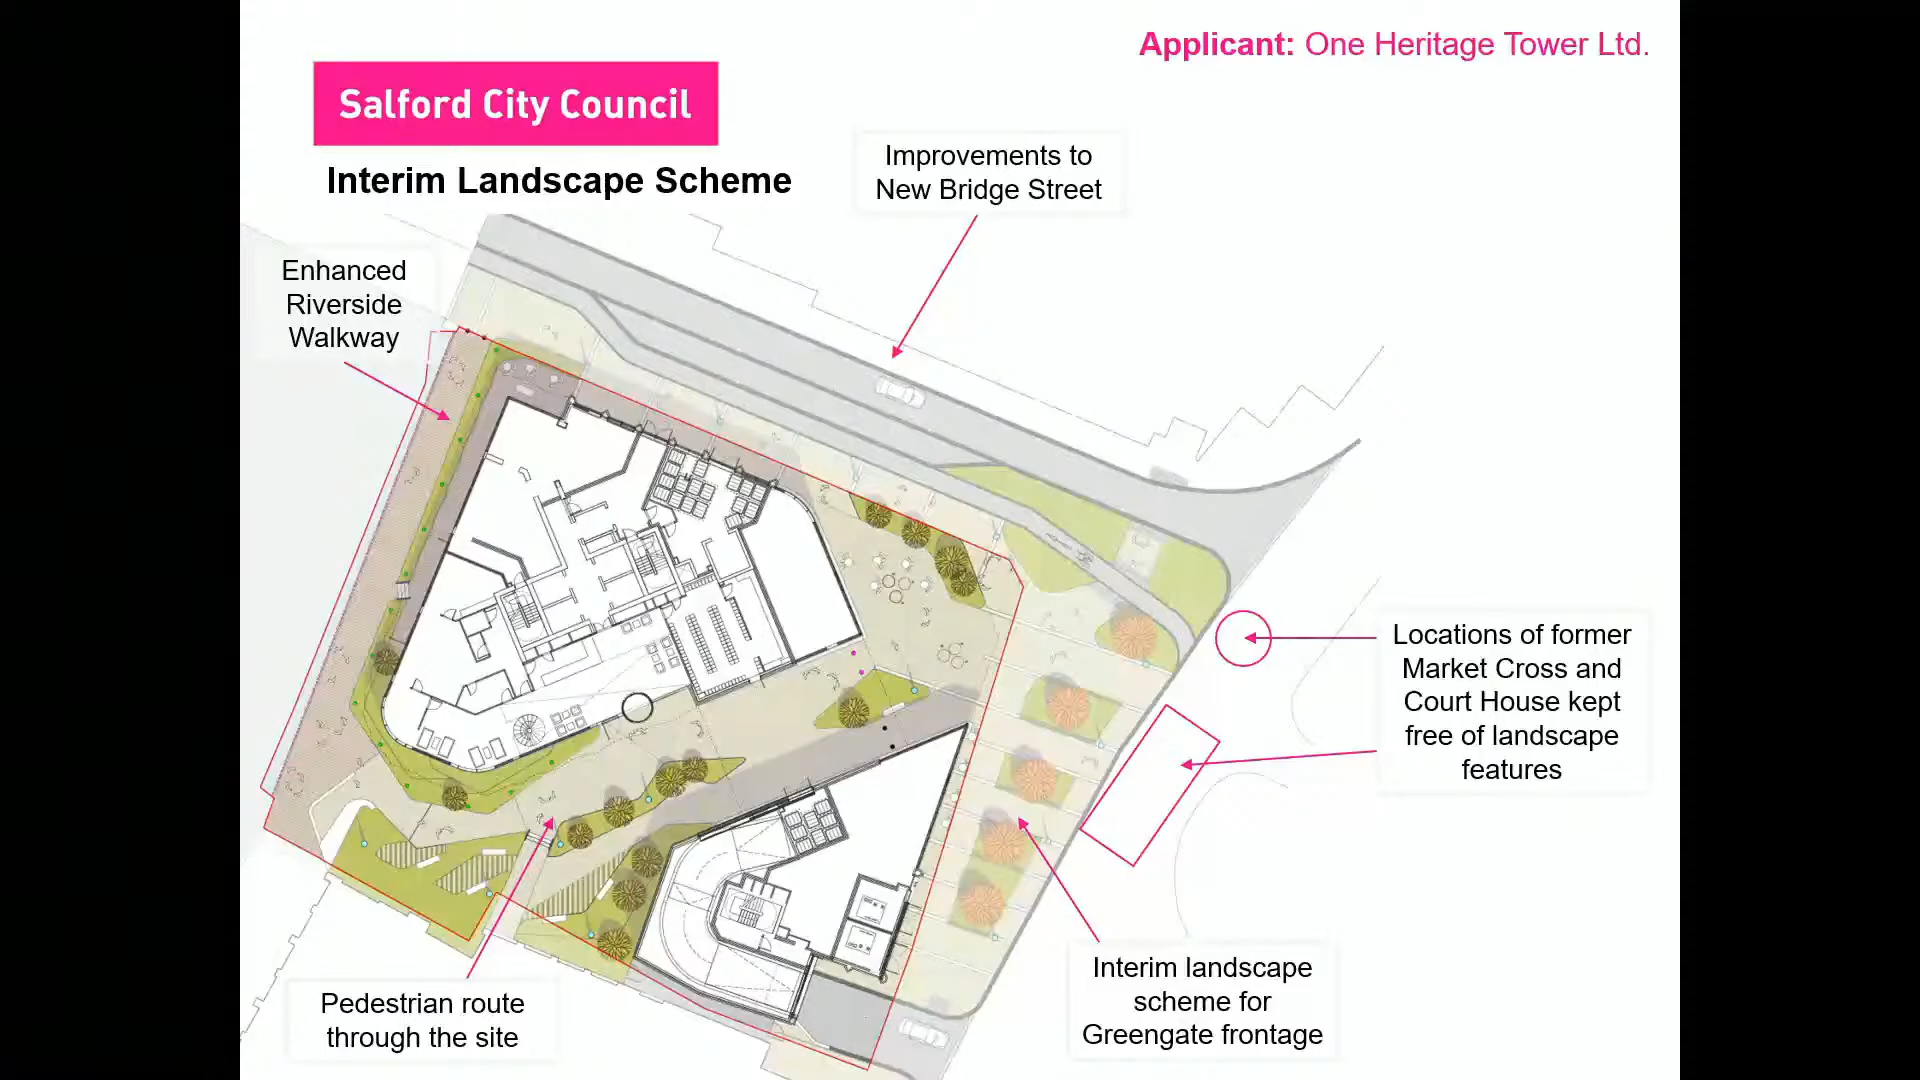 Applicant: One Heritage Tower Ltd.
Salford City Council
Interim Landscape Scheme
Improvements to
New Bridge Street
Enhanced
Riverside
Walkway
Locations of former
Market Cross and
Court House kept
free of landscape
features
Interim landscape
scheme for
Greengate frontage
Pedestrian route
through the site